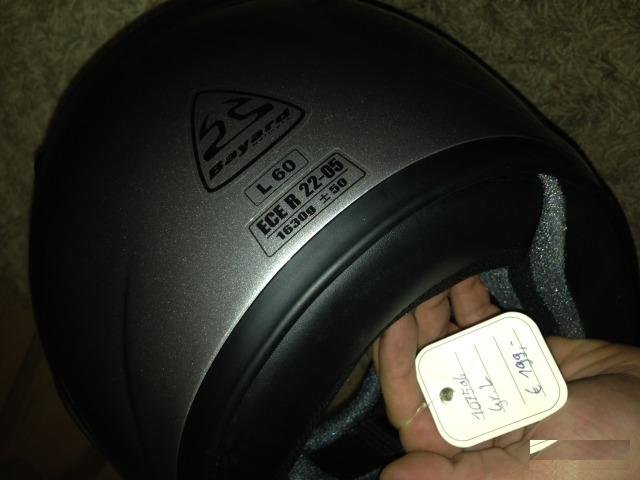 Bayard
L 60
ECE R 22-05
1630g ± 50
Gr. L
€ 199,-